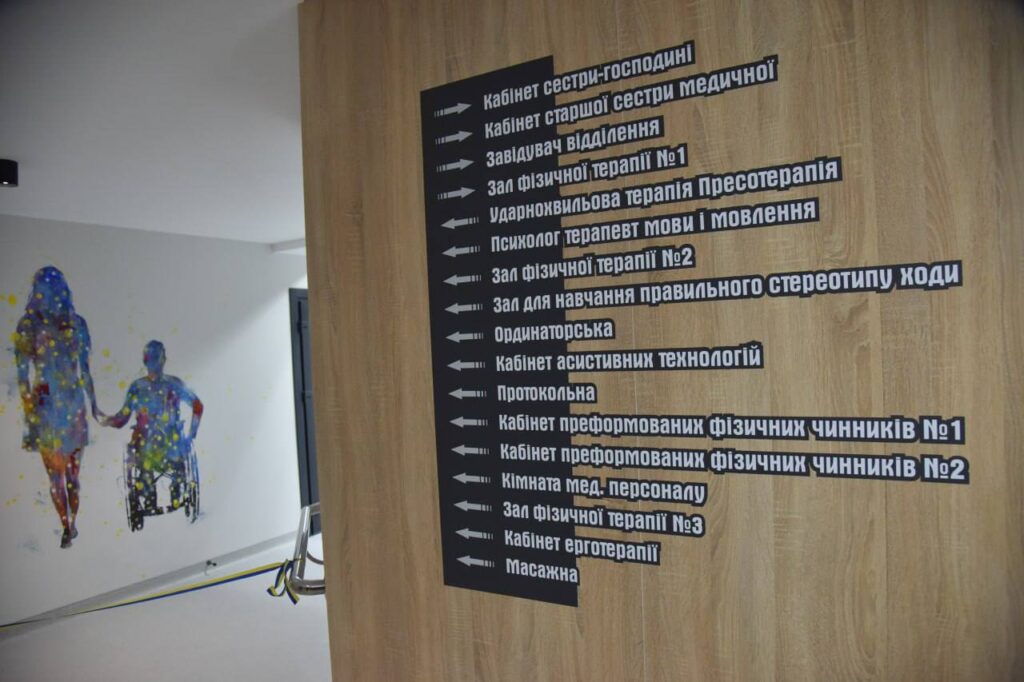 Кабінет сестри-господині
Кабінет старшої сестри медичної
Завідувач відділення
Зал фізичної терапії №1
Ударнохвильова терапія Пресотерапія
Психолог терапевт мови і мовлення
Зал фізичної терапії №2
Зал для навчання правильного стереотипу ходи
Ординаторська
Кабінет асистивних технологій
Протокольна
Кабінет преформованих фізичних чинників №1
Кабінет преформованих фізичних чинників №2
Кімната мед. персоналу
Зал фізичної терапії №3
Кабінет ерготерапії
Масажна